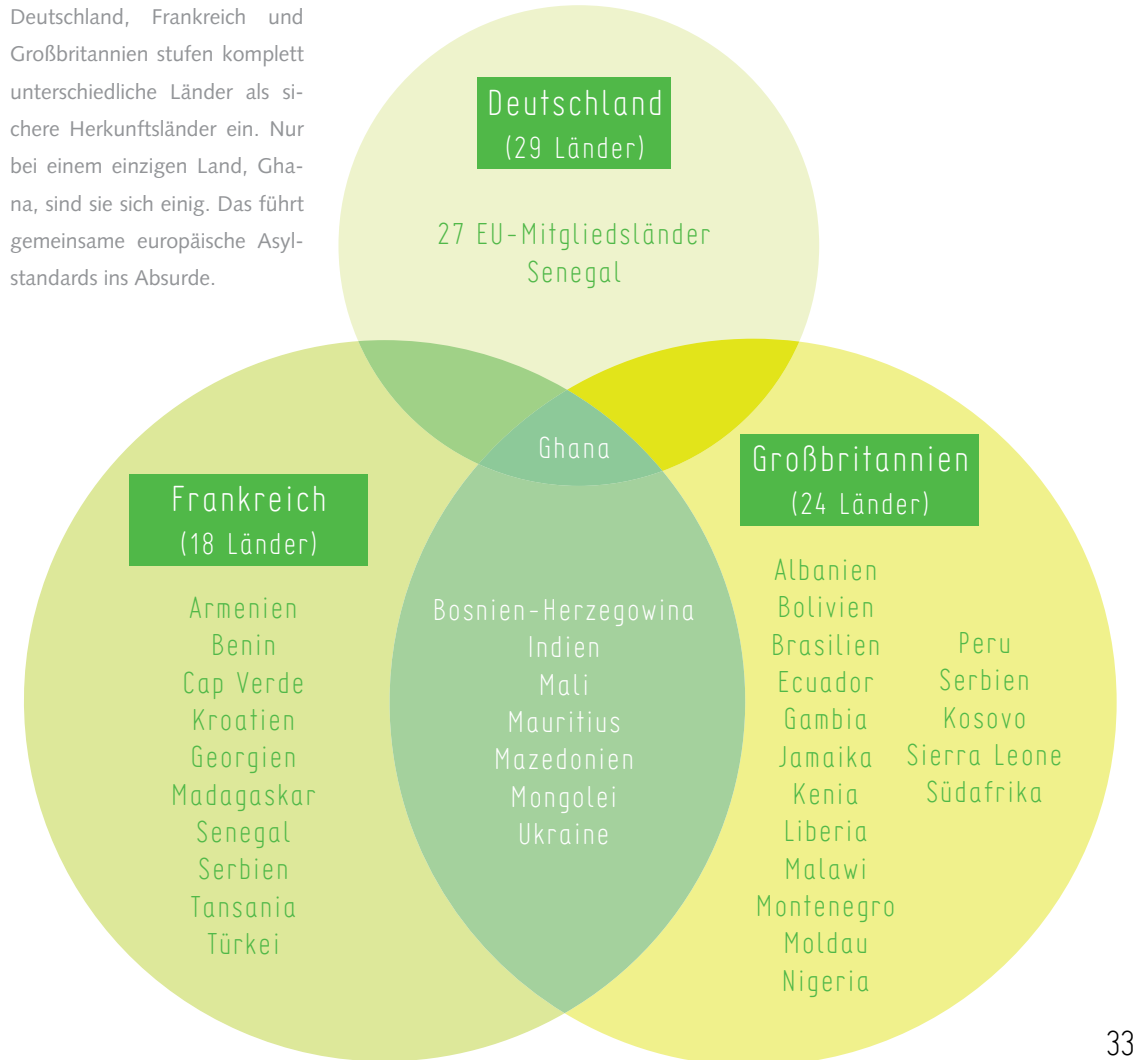 Deutschland, Frankreich und
Großbritannien stufen komplett
unterschiedliche Länder als si-
chere Herkunftsländer ein. Nur
bei einem einzigen Land, Gha-
na, sind sie sich einig. Das führt
gemeinsame europäische Asyl-
standards ins Absurde.
Deutschland
(29 Länder)
27 EU-Mitgliedsländer
Senegal
Ghana
Frankreich
(18 Länder)
Armenien
Benin
Cap Verde
Kroatien
Georgien
Madagaskar
Senegal
Serbien
Tansania
Türkei
Bosnien-Herzegowina
Indien
Mali
Mauritius
Mazedonien
Mongolei
Ukraine
Großbritannien
(24 Länder)
Albanien
Bolivien
Brasilien
Ecuador
Gambia
Jamaika
Kenia
Liberia
Malawi
Montenegro
Moldau
Nigeria
Peru
Serbien
Kosovo
Sierra Leone
Südafrika
33